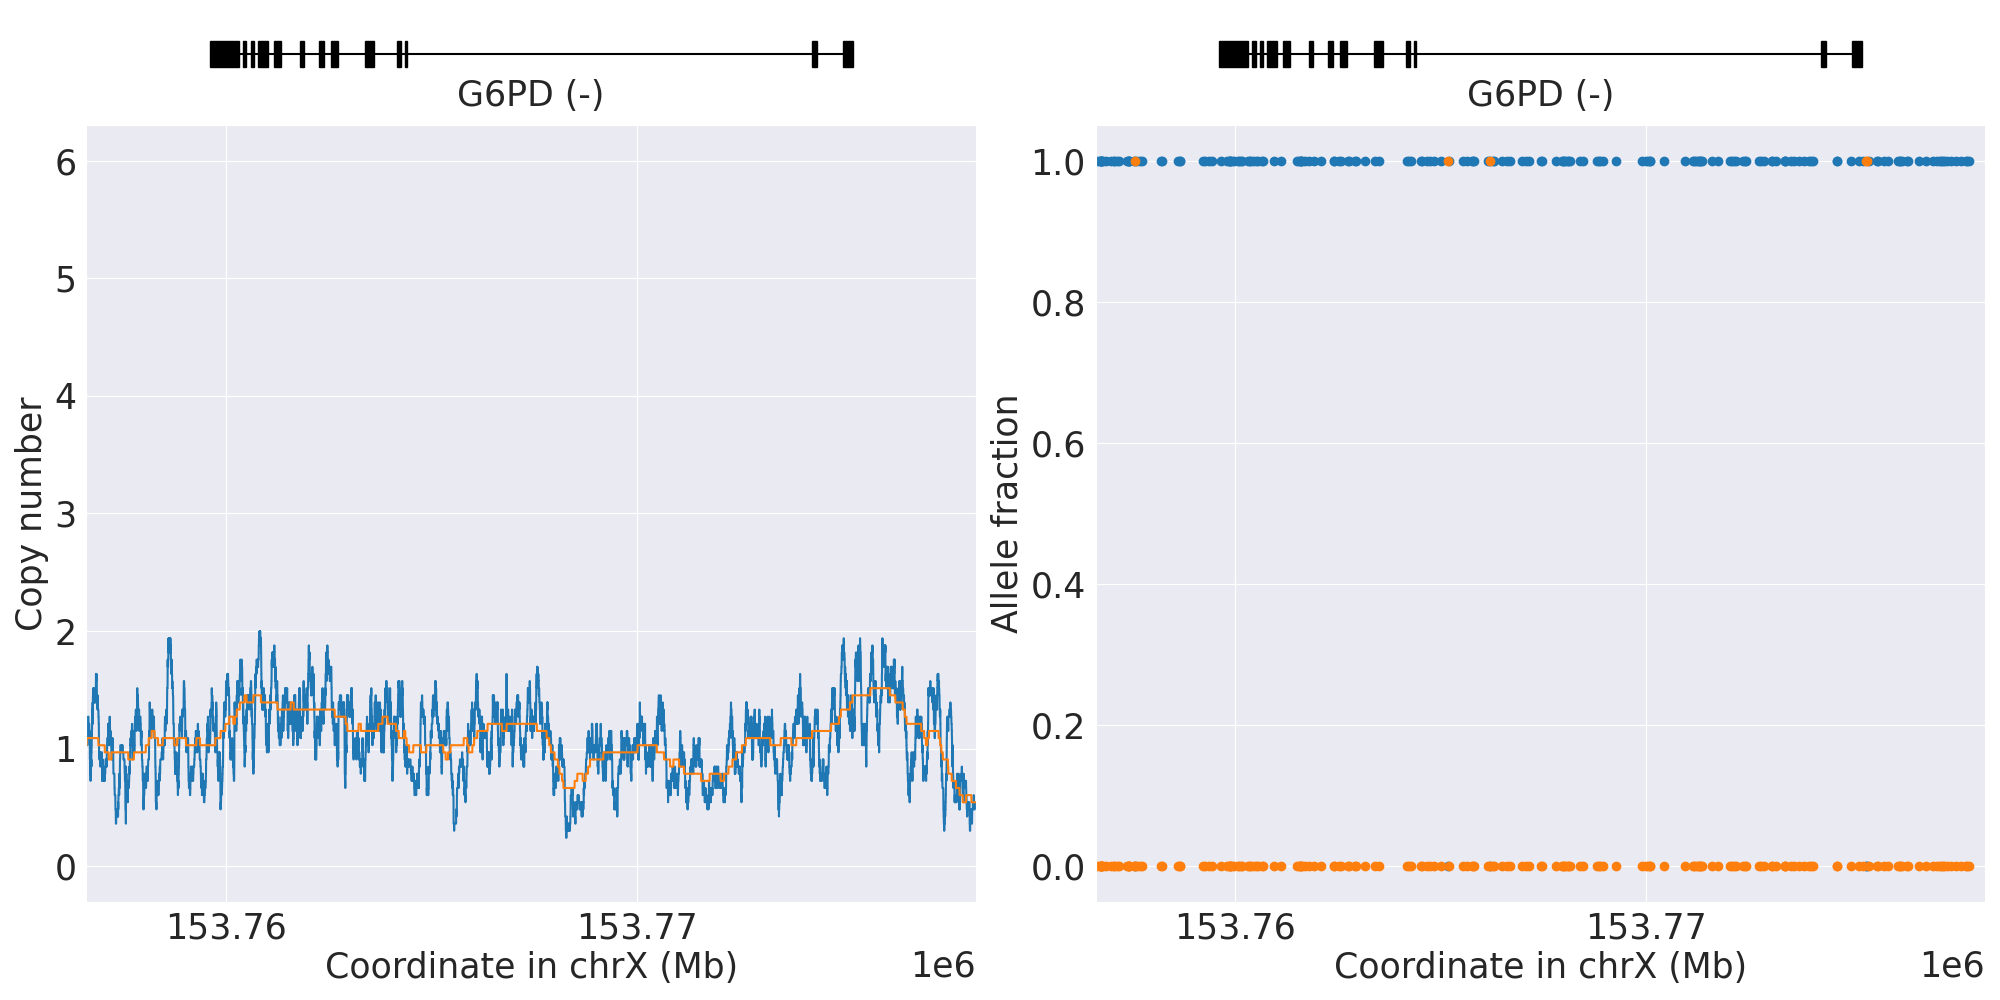 G6PD (-)
6
5
4
3
2
1
0
Copy number
153.76
153.77
Coordinate in chrX (Mb)
1e6
G6PD (-)
1.0
0.8
0.6
0.4
0.2
0.0
Allele fraction
153.76
153.77
Coordinate in chrX (Mb)
1e6